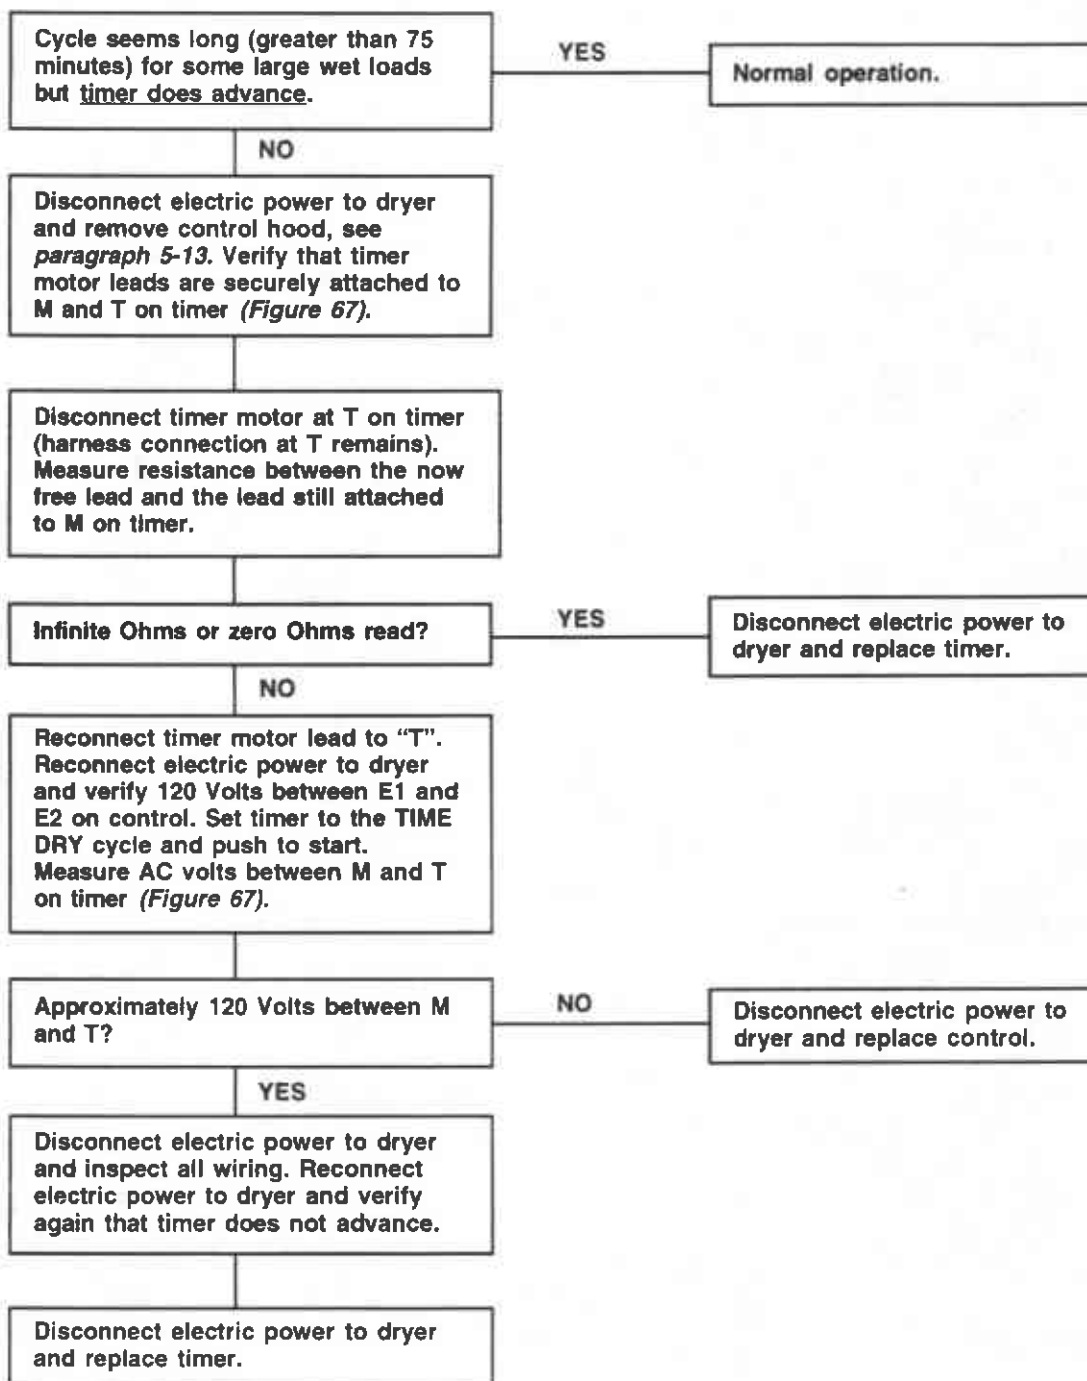 Cycle seems long (greater than 75
minutes) for some large wet loads
but timer does advance.
YES
Normal operation.
NO
Disconnect electric power to dryer
and remove control hood, see
paragraph 5-13. Verify that timer
motor leads are securely attached to
M and T on timer (Figure 67).
Disconnect timer motor at T on timer
(harness connection at T remains).
Measure resistance between the now
free lead and the lead still attached
to M on timer.
Infinite Ohms or zero Ohms read?
YES
Disconnect electric power to
dryer and replace timer.
NO
Reconnect timer motor lead to “T”.
Reconnect electric power to dryer
and verify 120 Volts between E1 and
E2 on control. Set timer to the TIME
DRY cycle and push to start.
Measure AC volts between M and T
on timer (Figure 67).
Approximately 120 Volts between M
and T?
NO
Disconnect electric power to
dryer and replace control.
YES
Disconnect electric power to dryer
and inspect all wiring. Reconnect
electric power to dryer and verify
again that timer does not advance.
Disconnect electric power to dryer
and replace timer.